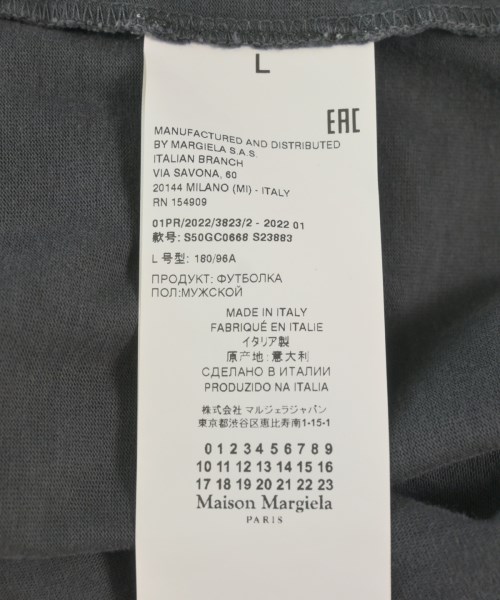 L
EAC
MANUFACTURED AND DISTRIBUTED
BY MARGIELA S.A.S.
ITALIAN BRANCH
VIA SAVONA, 60
20144 MILANO (MI) - ITALY
RN 154909
01PR/2022/3823/2 - 2022 01
款号: S50GC0668 S23883
L 号型: 180/96A
ПРОДУКТ: ФУТБОЛКА
ПОЛ:МУЖСКОЙ
MADE IN ITALY
FABRIQUÉ EN ITALIE
イタリア製
原产地: 意大利
СДЕЛАНО В ИТАЛИИ
PRODUZIDO NA ITALIA
株式会社 マルジェラジャパン
東京都渋谷区恵比寿南1-15-1
0 1 2 3 4 5 6 7 8 9
10 11 12 13 14 15 16
17 18 19 20 21 22 23
Maison Margiela
PARIS